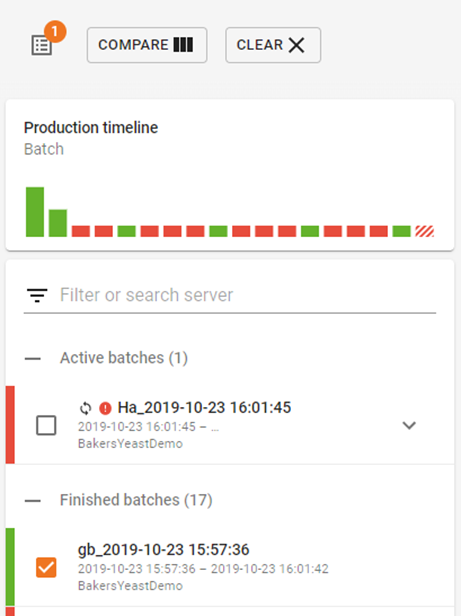 1
COMPARE
CLEAR
Production timeline
Batch
Filter or search server
Active batches (1)
Ha_2019-10-23 16:01:45
2019-10-23 16:01:45 – ...
BakersYeastDemo
Finished batches (17)
gb_2019-10-23 15:57:36
2019-10-23 15:57:36 – 2019-10-23 16:01:42
BakersYeastDemo